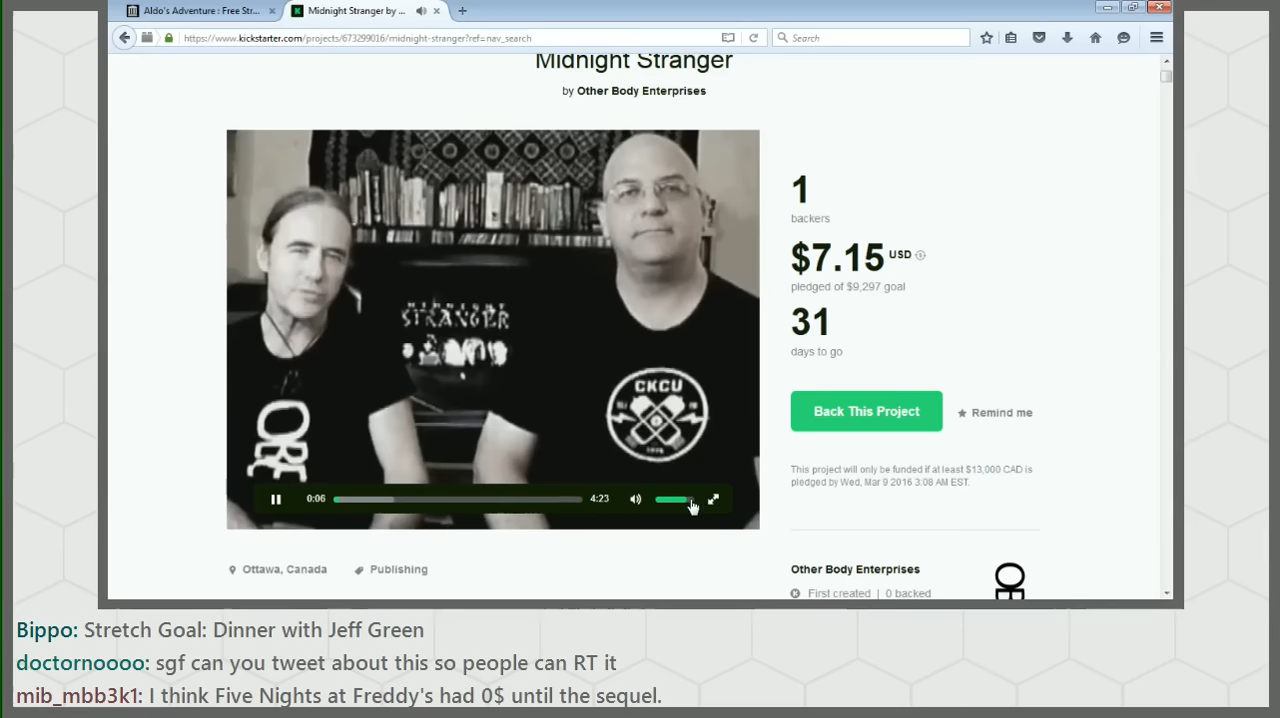 Aldo's Adventure : Free Str...
Midnight Stranger by ...
https://www.kickstarter.com/projects/673299016/midnight-stranger?ref=nav_search
Search
Midnight Stranger
by Other Body Enterprises
1
backers
$7.15 USD
pledged of $9,297 goal
31
days to go
Back This Project
Remind me
This project will only be funded if at least $13,000 CAD is
pledged by Wed, Mar 9 2016 3:08 AM EST.
MIDNIGHT
STRANGER
CKCU
0:06
4:23
Ottawa, Canada
Publishing
Other Body Enterprises
First created | 0 backed
Bippo: Stretch Goal: Dinner with Jeff Green
doctornoooo: sgf can you tweet about this so people can RT it
mib_mbb3k1: I think Five Nights at Freddy's had 0$ until the sequel.